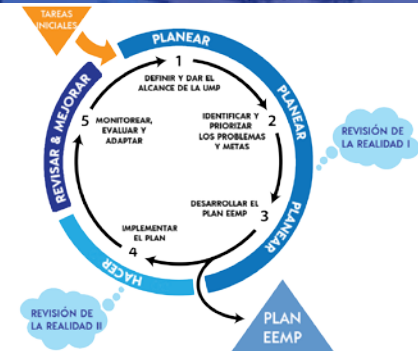 TAREAS
INICIALES
PLANEAR
1
DEFINIR Y DAR EL
ALCANCE DE LA UMP
PLANEAR
2
IDENTIFICAR Y
PRIORIZAR
LOS PROBLEMAS
Y METAS
REVISIÓN DE
LA REALIDAD I
PLANEAR
3
DESARROLLAR EL
PLAN EEMP
PLAN
EEMP
HACER
4
IMPLEMENTAR
EL PLAN
REVISIÓN DE
LA REALIDAD II
REVISAR & MEJORAR
5
MONITOREAR,
EVALUAR Y
ADAPTAR